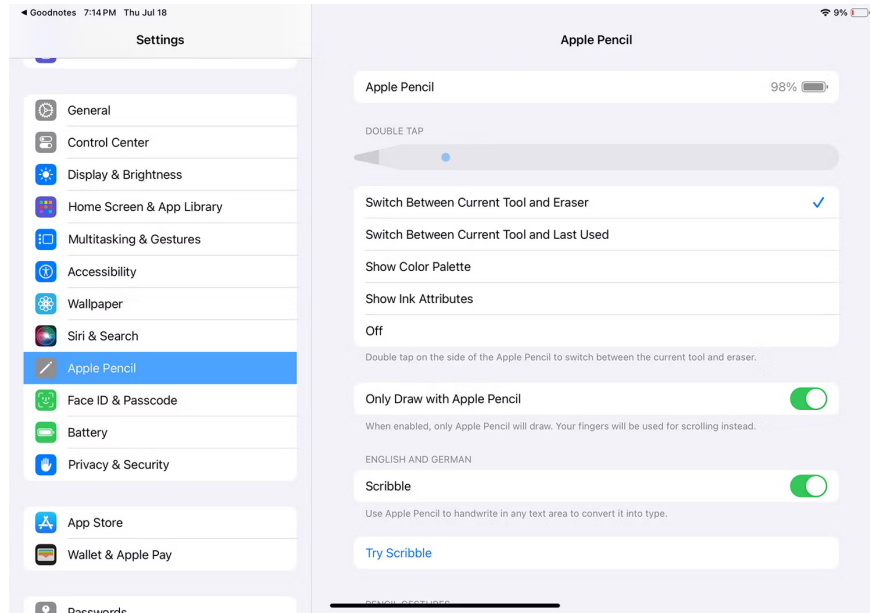 ◀ Goodnotes 7:14 PM Thu Jul 18
9%
Settings
General
Control Center
Display & Brightness
Home Screen & App Library
Multitasking & Gestures
Accessibility
Wallpaper
Siri & Search
Apple Pencil
Face ID & Passcode
Battery
Privacy & Security
App Store
Wallet & Apple Pay
Passwords
Apple Pencil
Apple Pencil 98%
DOUBLE TAP
Switch Between Current Tool and Eraser
Switch Between Current Tool and Last Used
Show Color Palette
Show Ink Attributes
Off
Double tap on the side of the Apple Pencil to switch between the current tool and eraser.
Only Draw with Apple Pencil
When enabled, only Apple Pencil will draw. Your fingers will be used for scrolling instead.
ENGLISH AND GERMAN
Scribble
Use Apple Pencil to handwrite in any text area to convert it into type.
Try Scribble
PENCIL GESTURES